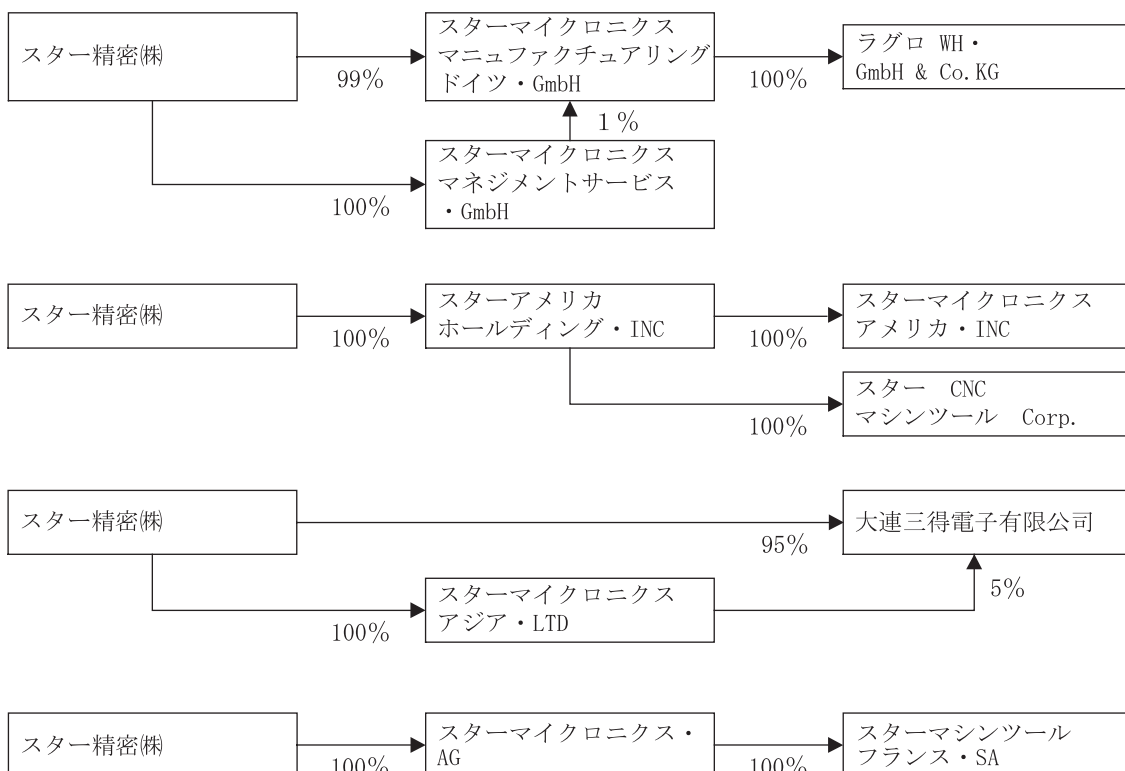 スター精密㈱
99%
スターマイクロニクス
マニュファクチュアリング
ドイツ・GmbH
100%
ラグロ WH・
GmbH & Co.KG
1%
100%
スターマイクロニクス
マネジメントサービス
・GmbH
スター精密㈱
100%
スターアメリカ
ホールディング・INC
100%
スターマイクロニクス
アメリカ・INC
100%
スター CNC
マシンツール Corp.
スター精密㈱
95%
大連三得電子有限公司
100%
スターマイクロニクス
アジア・LTD
5%
スター精密㈱
100%
スターマイクロニクス・
AG
100%
スターマシンツール
フランス・SA